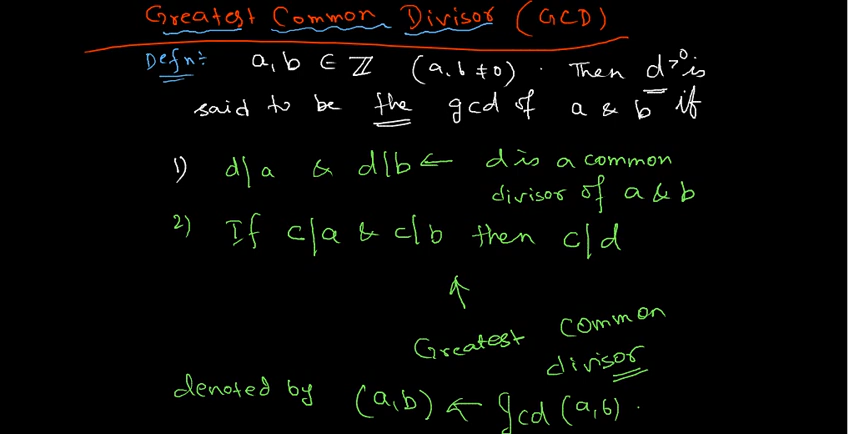 Greatest Common Divisor (GCD)
Defn: a, b ∈ ℤ (a, b ≠ 0). Then d>0 is
said to be the gcd of a & b if
1) d/a & d/b ← d is a common
divisor of a & b
2) If c/a & c/b then c/d
↑
Greatest common
divisor
denoted by (a,b) ← gcd (a,b).